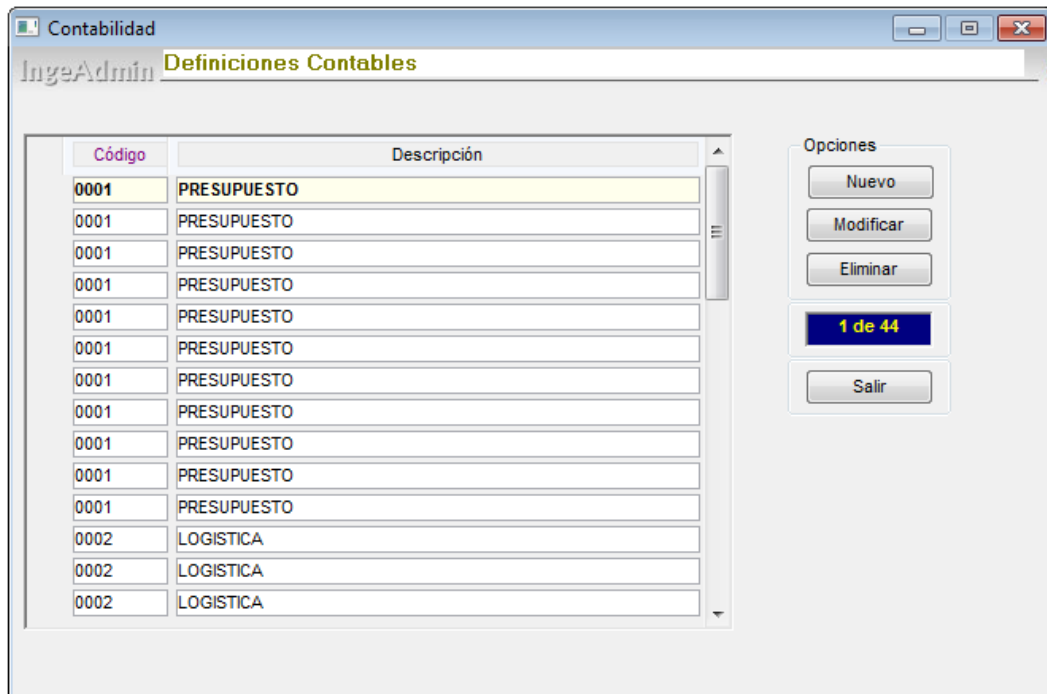 Contabilidad
IngeAdmin Definiciones Contables
Código Descripción
0001 PRESUPUESTO
0001 PRESUPUESTO
0001 PRESUPUESTO
0001 PRESUPUESTO
0001 PRESUPUESTO
0001 PRESUPUESTO
0001 PRESUPUESTO
0001 PRESUPUESTO
0001 PRESUPUESTO
0001 PRESUPUESTO
0001 PRESUPUESTO
0002 LOGISTICA
0002 LOGISTICA
0002 LOGISTICA
Opciones
Nuevo
Modificar
Eliminar
1 de 44
Salir